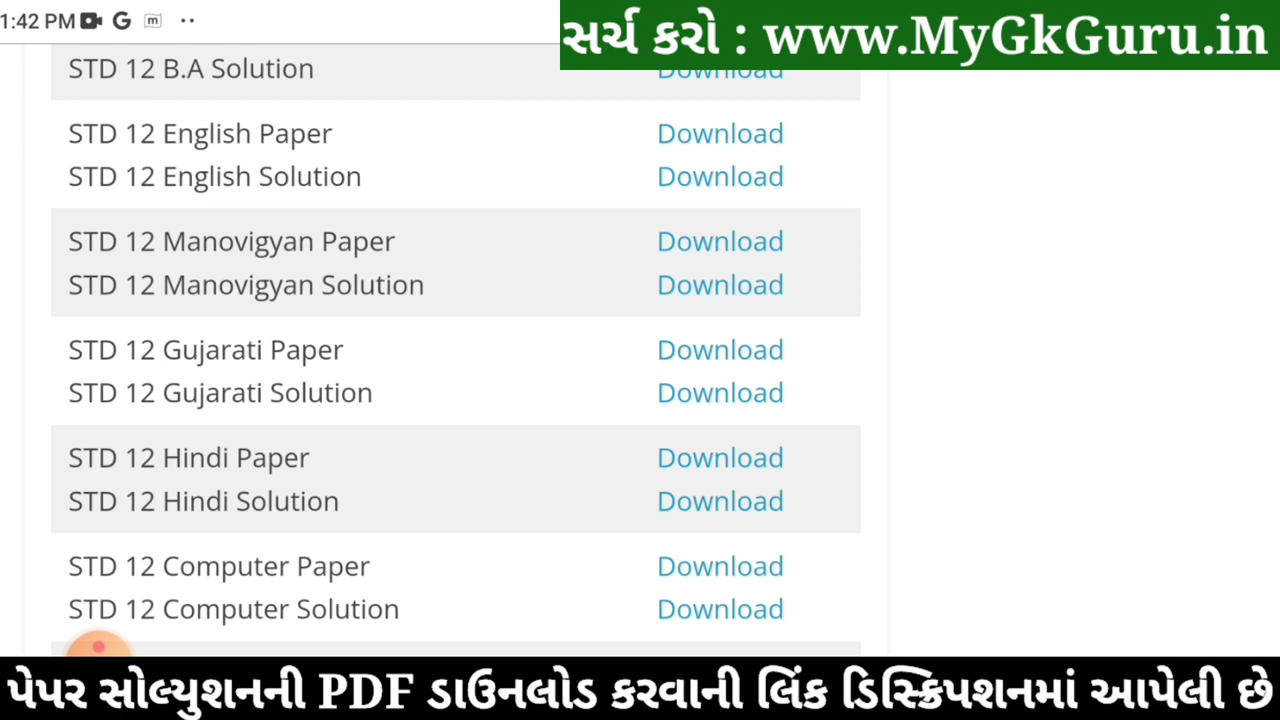 1:42 PM
સર્ચ કરો : www.MyGkGuru.in
STD 12 B.A Solution Download
STD 12 English Paper Download
STD 12 English Solution Download
STD 12 Manovigyan Paper Download
STD 12 Manovigyan Solution Download
STD 12 Gujarati Paper Download
STD 12 Gujarati Solution Download
STD 12 Hindi Paper Download
STD 12 Hindi Solution Download
STD 12 Computer Paper Download
STD 12 Computer Solution Download
પેપર સોલ્યુશનની PDF ડાઉનલોડ કરવાની લિંક ડિસ્ક્રિપશનમાં આપેલી છે